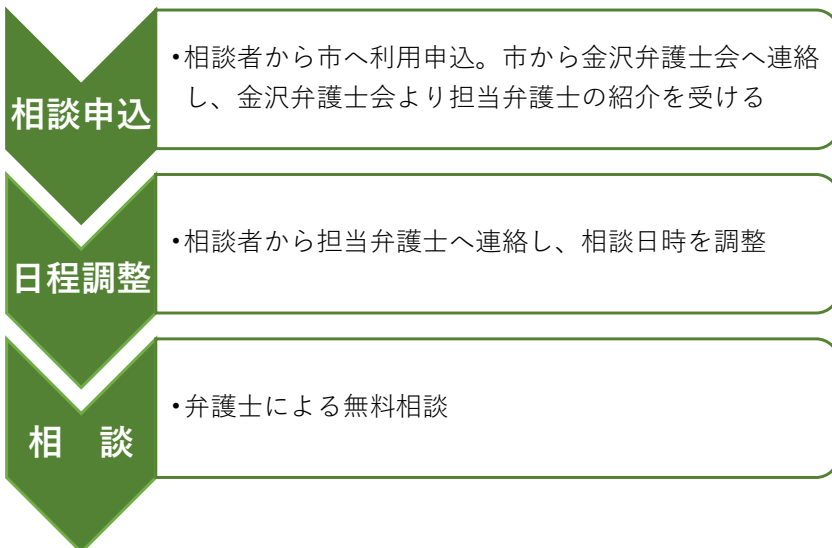 相談申込
•相談者から市へ利用申込。市から金沢弁護士会へ連絡
し、金沢弁護士会より担当弁護士の紹介を受ける
日程調整
•相談者から担当弁護士へ連絡し、相談日時を調整
相　談
•弁護士による無料相談